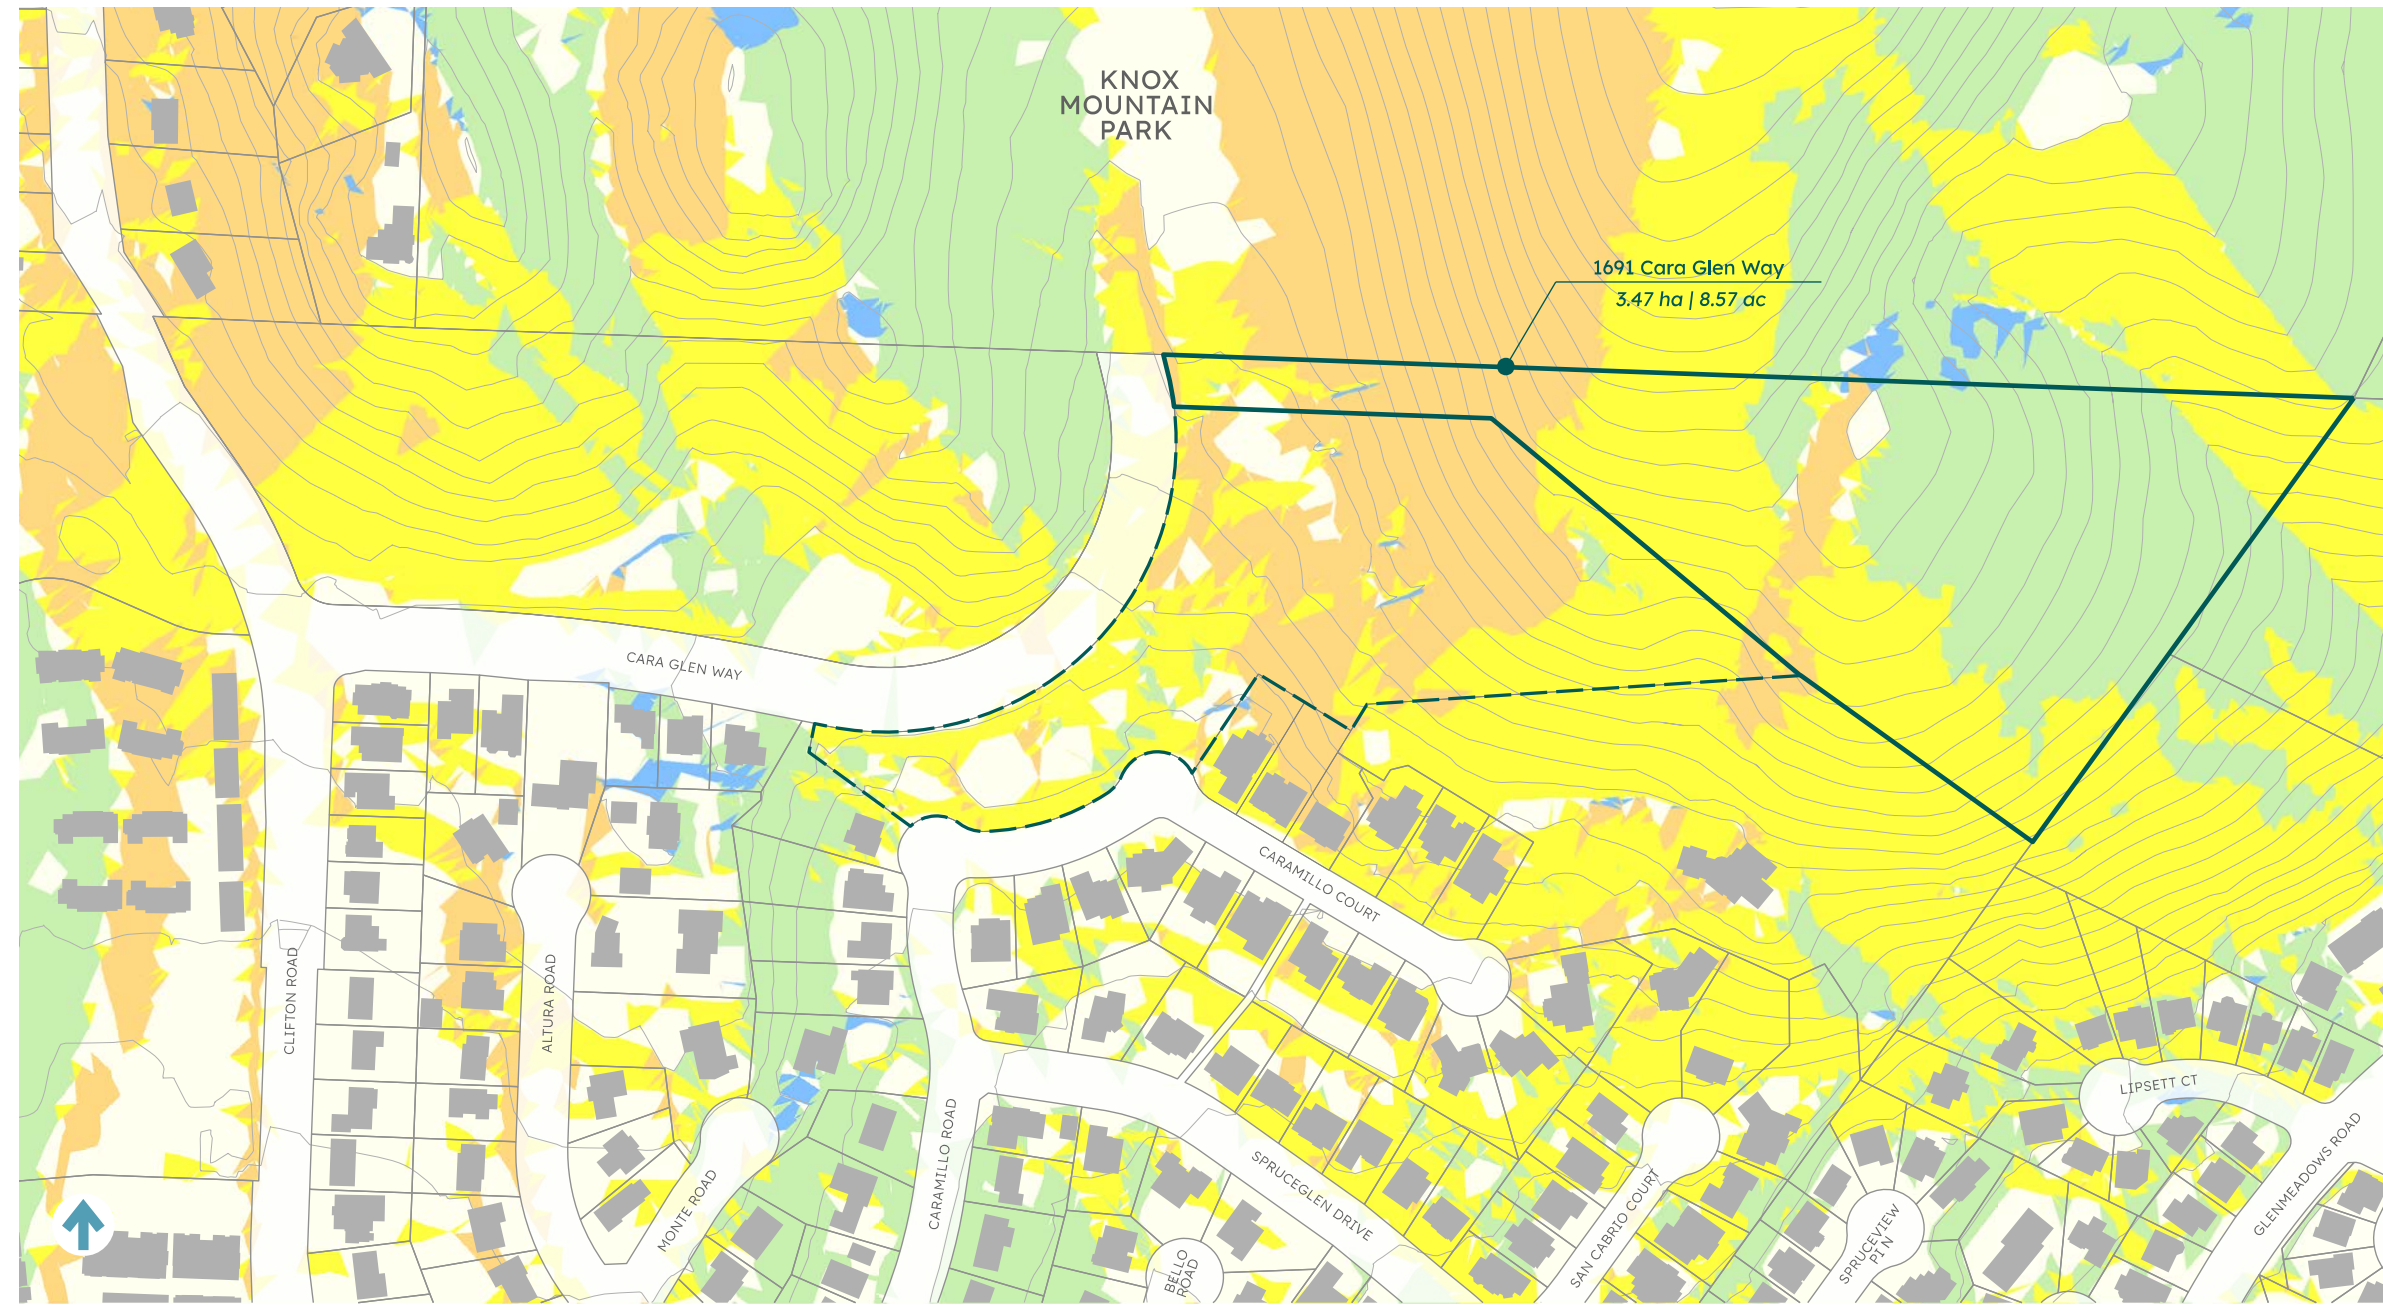 KNOX
MOUNTAIN
PARK
1691 Cara Glen Way
3.47 ha | 8.57 ac
CARA GLEN WAY
CLIFTON ROAD
ALTURA ROAD
MONTE ROAD
CARAMILLO ROAD
CARAMILLO COURT
SPRUCEGLEN DRIVE
BELLO
ROAD
SAN CABRIO COURT
SPRUCEVIEW
PL N
LIPSETT CT
GLENMEADOWS ROAD